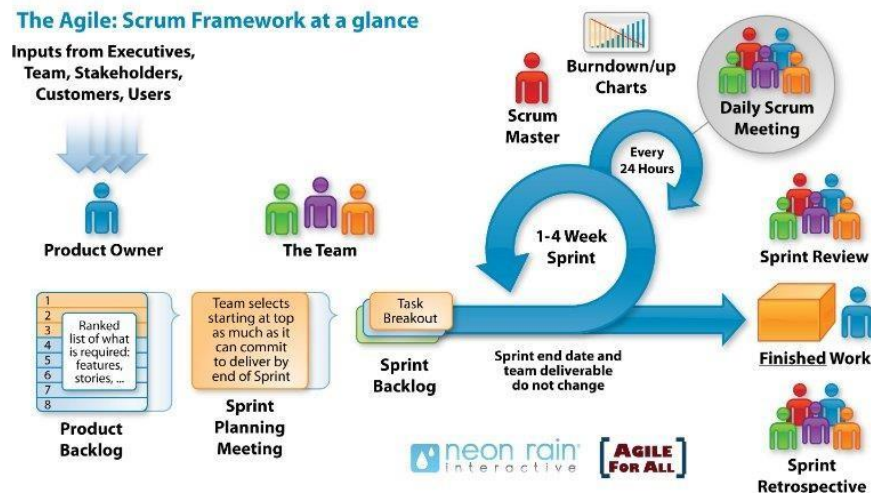 The Agile: Scrum Framework at a glance
Inputs from Executives,
Team, Stakeholders,
Customers, Users
Product Owner
The Team
Scrum
Master
Burndown/up
Charts
Daily Scrum
Meeting
Every
24 Hours
1-4 Week
Sprint
Sprint Review
1
2
3
4
5
6
7
8
Ranked
list of what
is required:
features,
stories, ...
Product
Backlog
Team selects
starting at top
as much as it
can commit
to deliver by
end of Sprint
Sprint
Planning
Meeting
Task
Breakout
Sprint
Backlog
Sprint end date and
team deliverable
do not change
Finished Work
Sprint
Retrospective
neon rain®
interactive
AGILE
FOR ALL